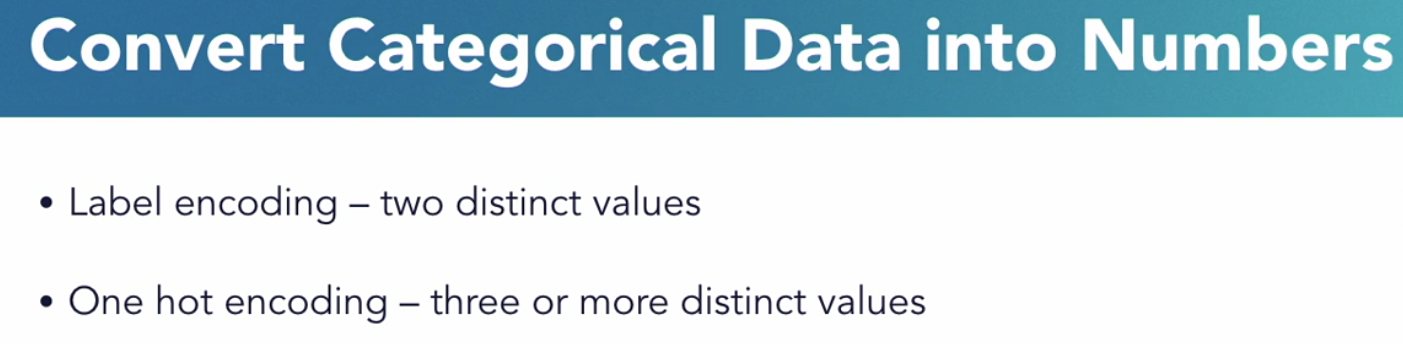 Convert Categorical Data into Numbers
• Label encoding – two distinct values
• One hot encoding – three or more distinct values